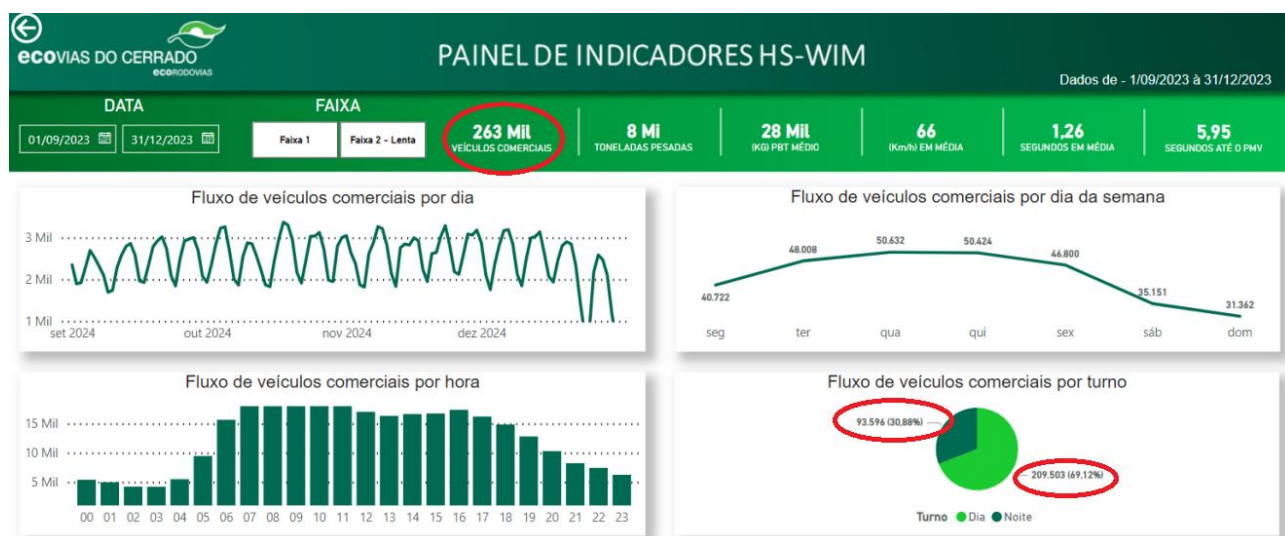 ecoVIAS DO CERRADO
ecoRODOVIAS
PAINEL DE INDICADORES HS-WIM
Dados de - 1/09/2023 à 31/12/2023
DATA
FAIXA
01/09/2023 31/12/2023
Faixa 1 Faixa 2 - Lenta
263 Mil
VEÍCULOS COMERCIAIS
8 Mi
TONELADAS PESADAS
28 Mil
(KG) PBT MÉDIO
66
(Km/h) EM MÉDIA
1,26
SEGUNDOS EM MÉDIA
5,95
SEGUNDOS ATÉ O PMV
Fluxo de veículos comerciais por dia
3 Mil
2 Mil
1 Mil
set 2024 out 2024 nov 2024 dez 2024
Fluxo de veículos comerciais por dia da semana
40.722 48.008 50.632 50.424 46.800 35.151 31.362
seg ter qua qui sex sáb dom
Fluxo de veículos comerciais por hora
15 Mil
10 Mil
5 Mil
00 01 02 03 04 05 06 07 08 09 10 11 12 13 14 15 16 17 18 19 20 21 22 23
Fluxo de veículos comerciais por turno
93.596 (30,88%)
209.503 (69,12%)
Turno Dia Noite